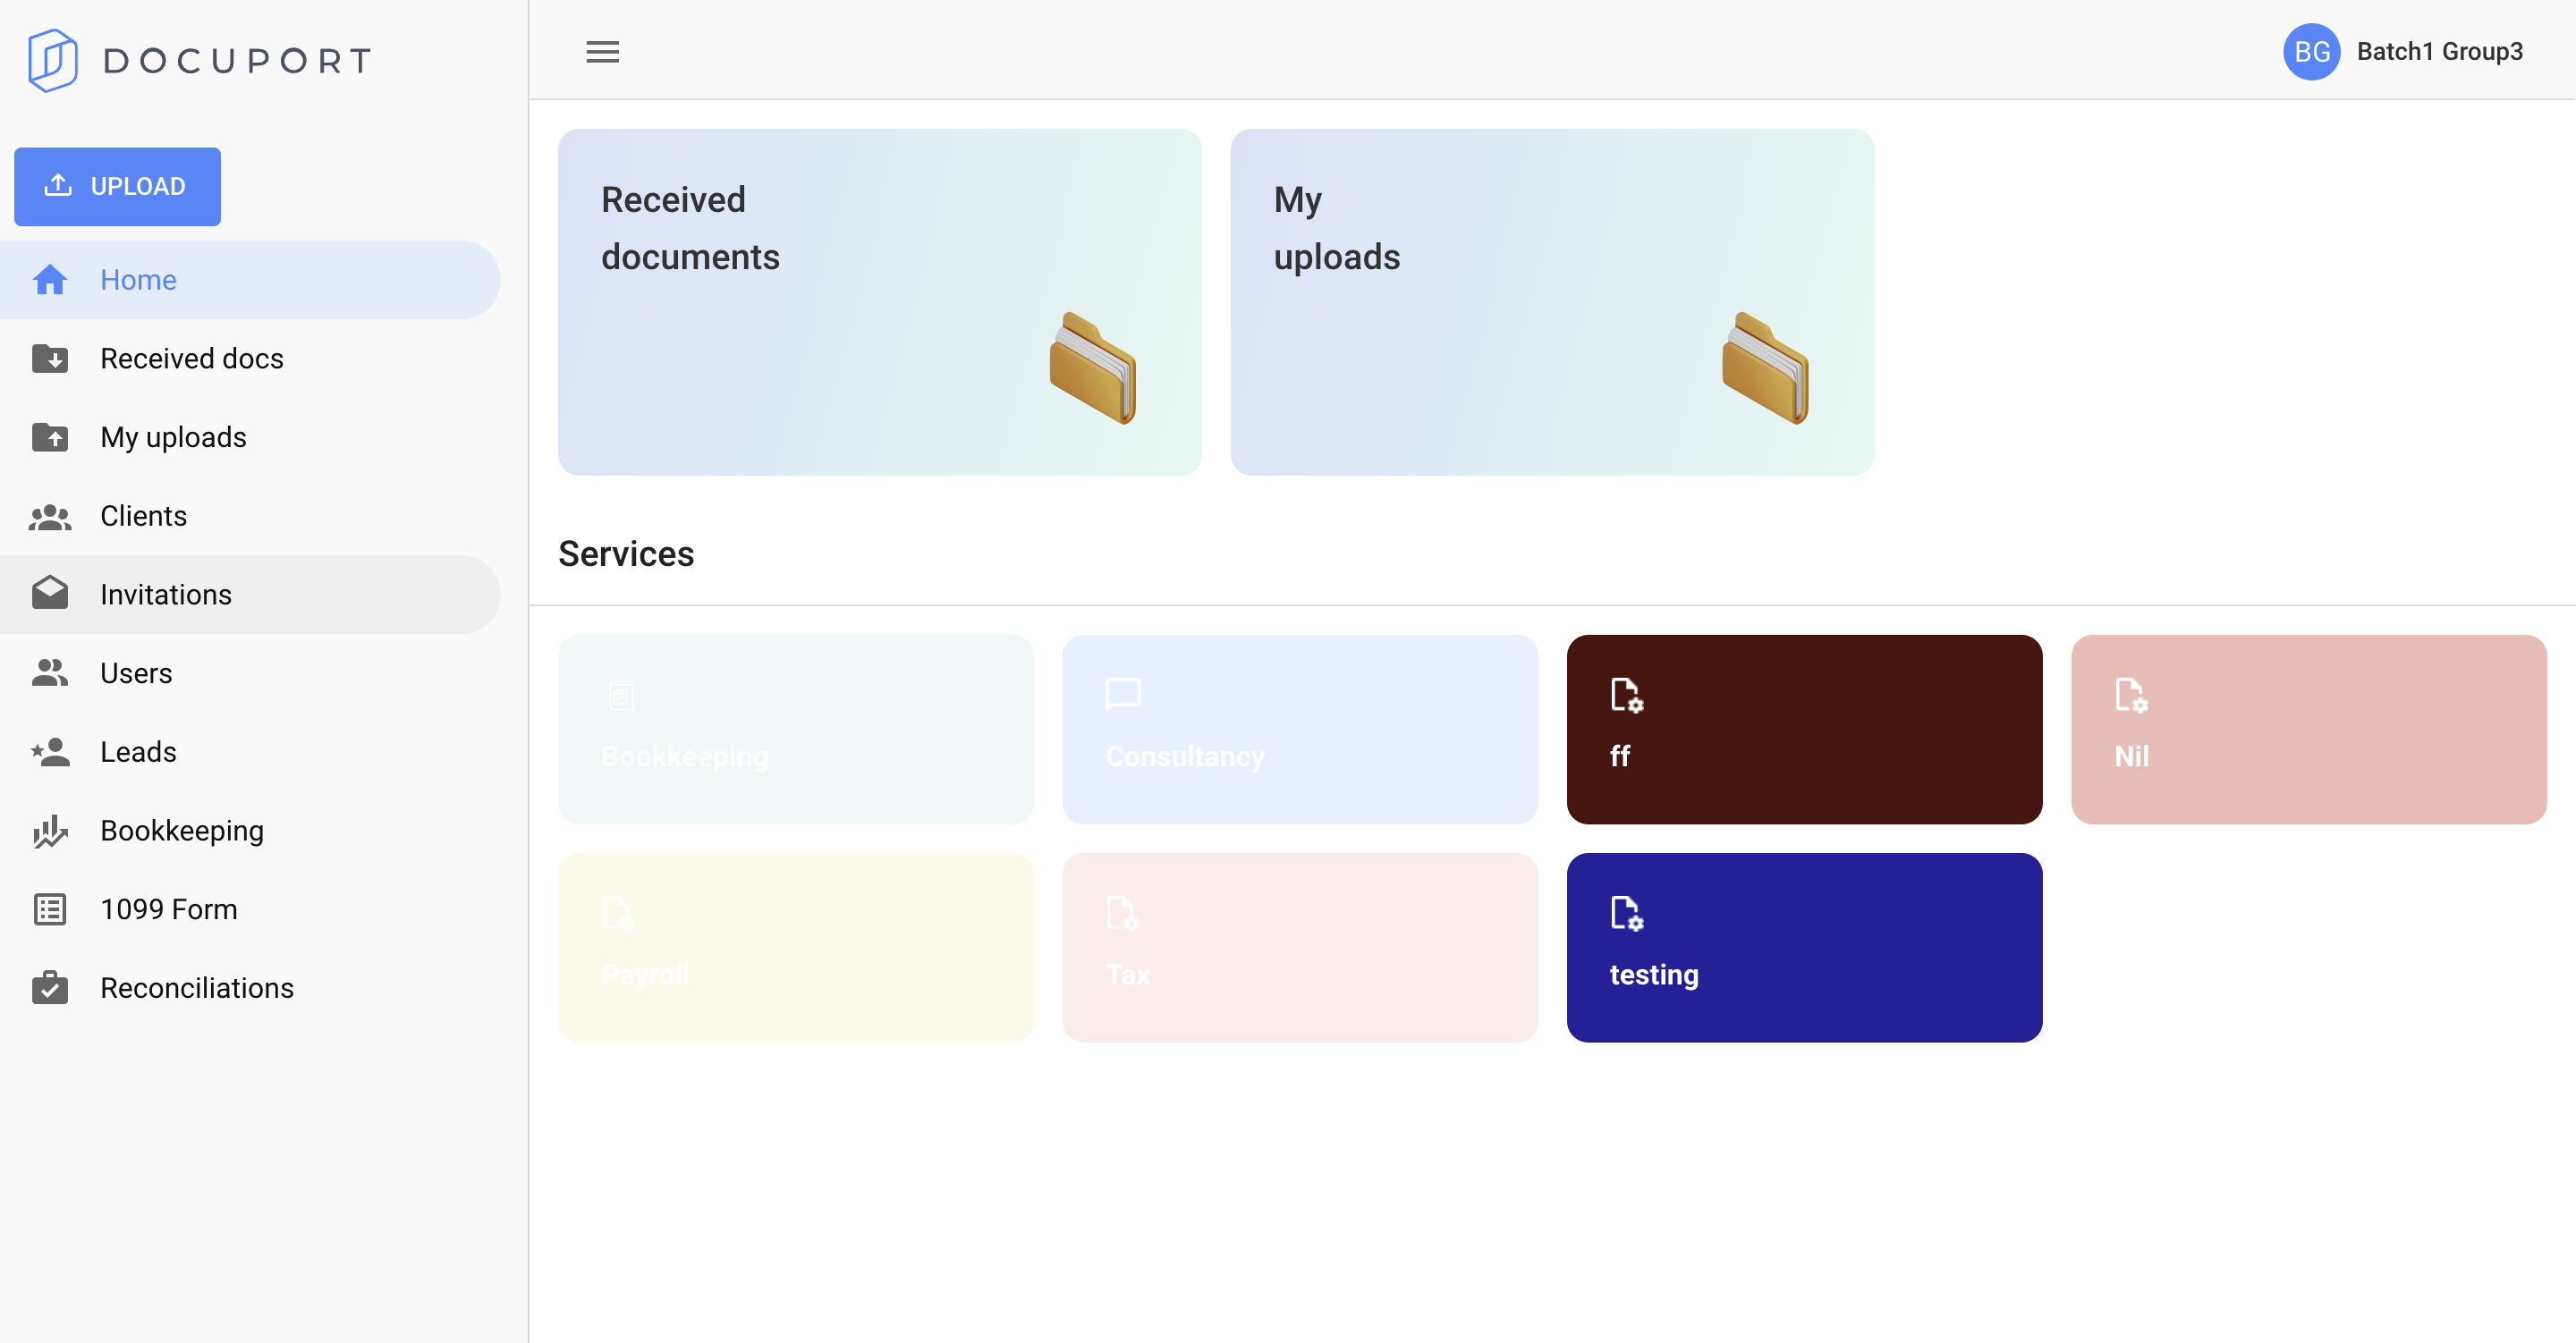 DOCUPORT
BG Batch1 Group3
UPLOAD
Home
Received docs
My uploads
Clients
Invitations
Users
Leads
Bookkeeping
1099 Form
Reconciliations
Received
documents
My
uploads
Services
Bookkeeping
Consultancy
ff
Nil
Payroll
Tax
testing